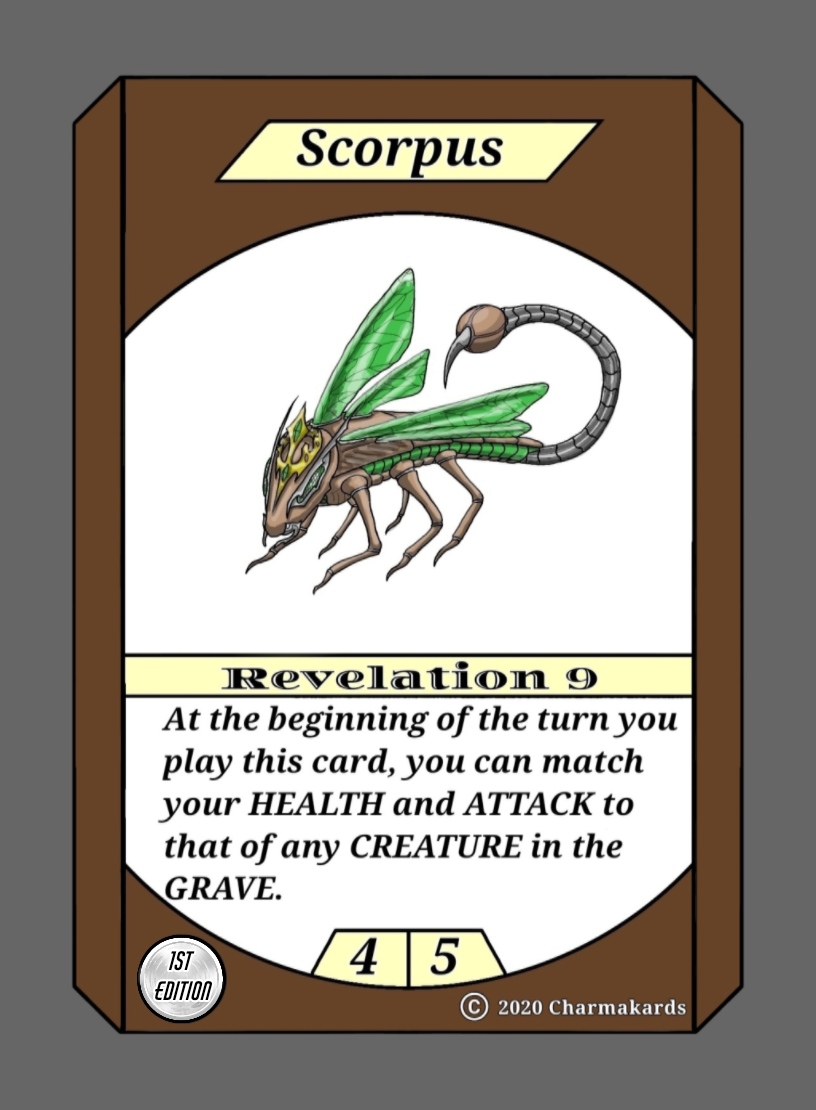 Scorpus
Revelation 9
At the beginning of the turn you
play this card, you can match
your HEALTH and ATTACK to
that of any CREATURE in the
GRAVE.
4 5
1ST
EDITION
© 2020 Charmakards